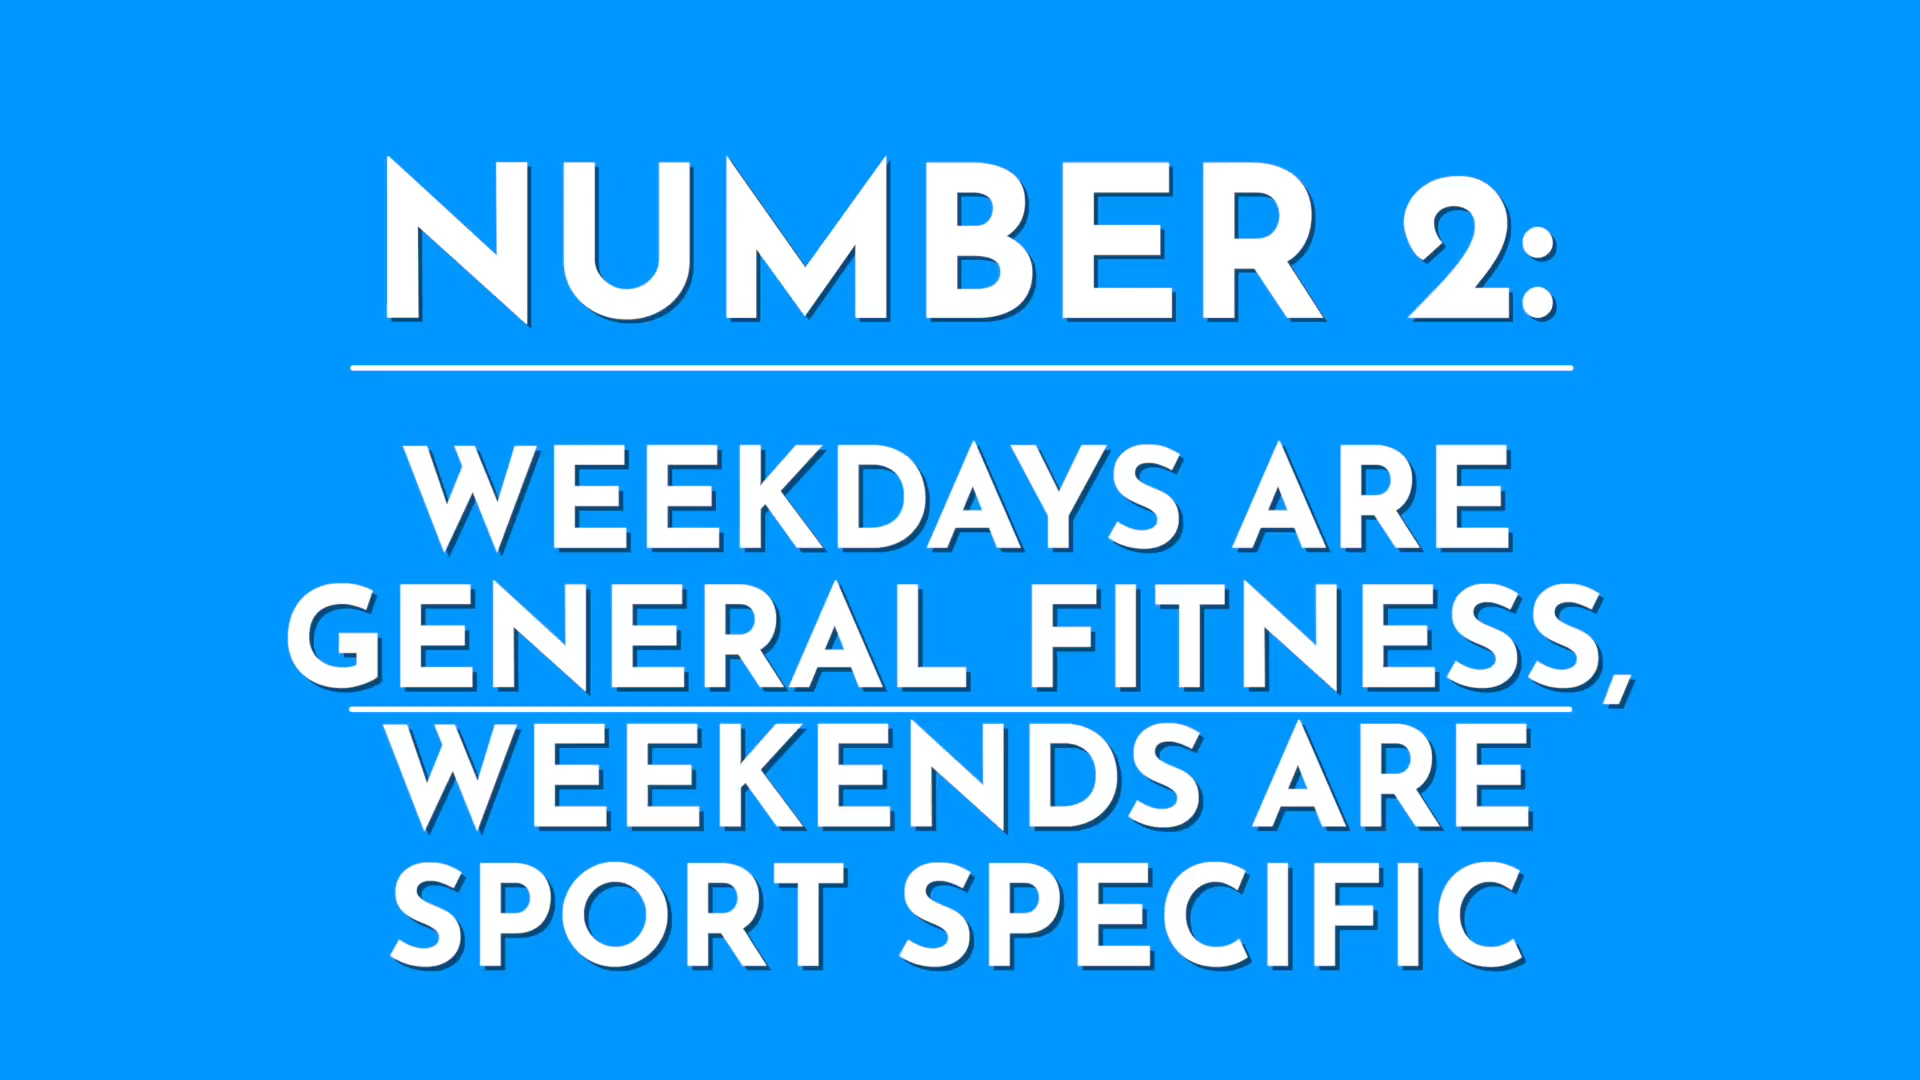 NUMBER 2:
WEEKDAYS ARE
GENERAL FITNESS,
WEEKENDS ARE
SPORT SPECIFIC